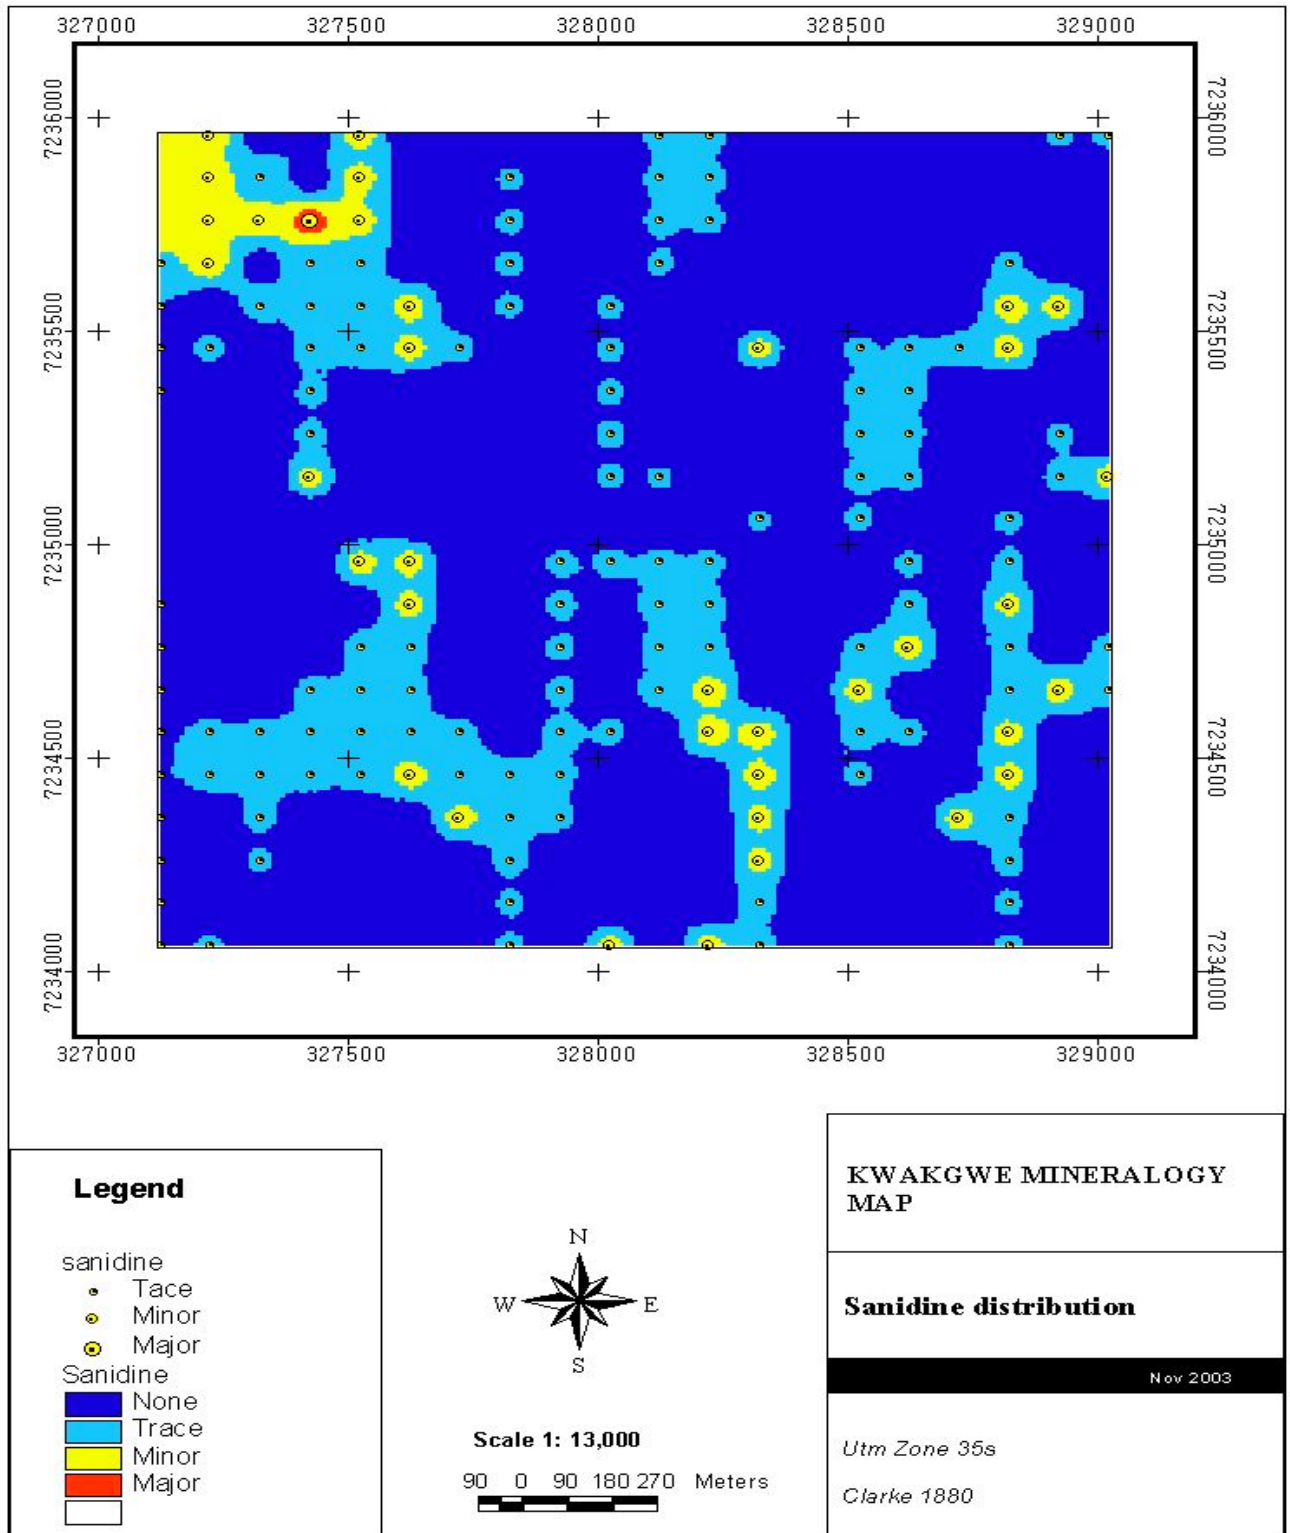 327000 327500 328000 328500 329000
7236000 7236000
7235500 7235500
7235000 7235000
7234500 7234500
7234000 7234000
327000 327500 328000 328500 329000
Legend
sanidine
Tace
Minor
Major
Sanidine
None
Trace
Minor
Major
N
W E
S
Scale 1: 13,000
90 0 90 180 270 Meters
KWAKGWE MINERALOGY
MAP
Sanidine distribution
Nov 2003
Utm Zone 35s
Clarke 1880